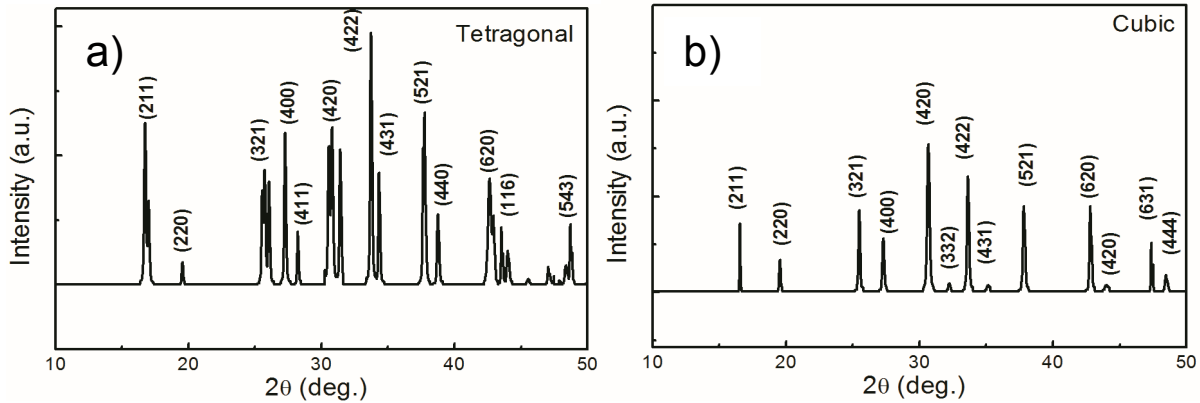 a)
Tetragonal
Intensity (a.u.)
(211)
(220)
(321)
(400)
(411)
(420)
(422)
(431)
(521)
(440)
(620)
(116)
(543)
10 20 30 40 50
2θ (deg.)
b)
Cubic
Intensity (a.u.)
(211)
(220)
(321)
(400)
(420)
(332)
(422)
(431)
(521)
(620)
(420)
(631)
(444)
10 20 30 40 50
2θ (deg.)